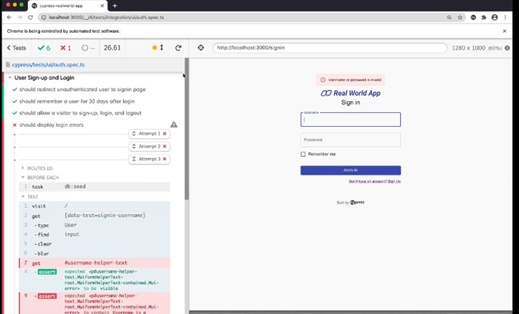 cypress-realworld-app
localhost:3000/__/#/tests/integration/ui/auth.spec.ts
Chrome is being controlled by automated test software.
Tests
6
1
26.61
http://localhost:3000/signin
1280 x 1000 (60%)
cypress/tests/ui/auth.spec.ts
User Sign-up and Login
should redirect unauthenticated user to signin page
should remember a user for 30 days after login
should allow a visitor to sign-up, login, and logout
should display login errors
Attempt 1
Attempt 2
Attempt 3
ROUTES (0)
BEFORE EACH
1 task db:seed
TEST
1 visit /
2 get [data-test=signin-username]
3 -type User
4 -find input
5 -clear
6 -blur
7 get #username-helper-text
8 -assert expected <p#username-helper-
text.MuiFormHelperText-
root.MuiFormHelperText-contained.Mui-
error> to be visible
9 -assert expected <p#username-helper-
text.MuiFormHelperText-
root.MuiFormHelperText-contained.Mui-
error> to contain Username is a
Username or password is invalid
Real World App
Sign in
Username
Password
Remember me
SIGN IN
Don't have an account? Sign Up
Built by